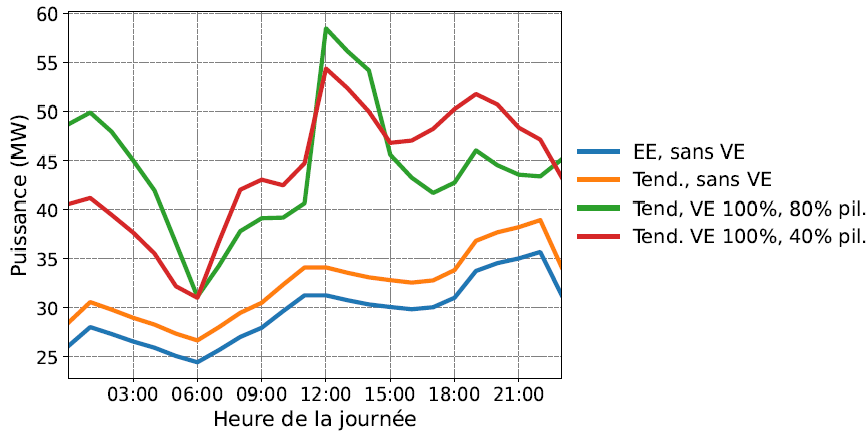 60
55
50
45
40
35
30
25
Puissance (MW)
03:00 06:00 09:00 12:00 15:00 18:00 21:00
Heure de la journée
EE, sans VE
Tend., sans VE
Tend, VE 100%, 80% pil.
Tend. VE 100%, 40% pil.